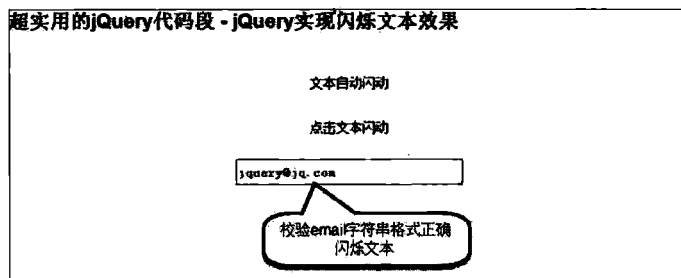 超实用的jQuery代码段 - jQuery实现闪烁文本效果
文本自动闪动
点击文本闪动
jquery@jq.com
校验email字符串格式正确
闪烁文本